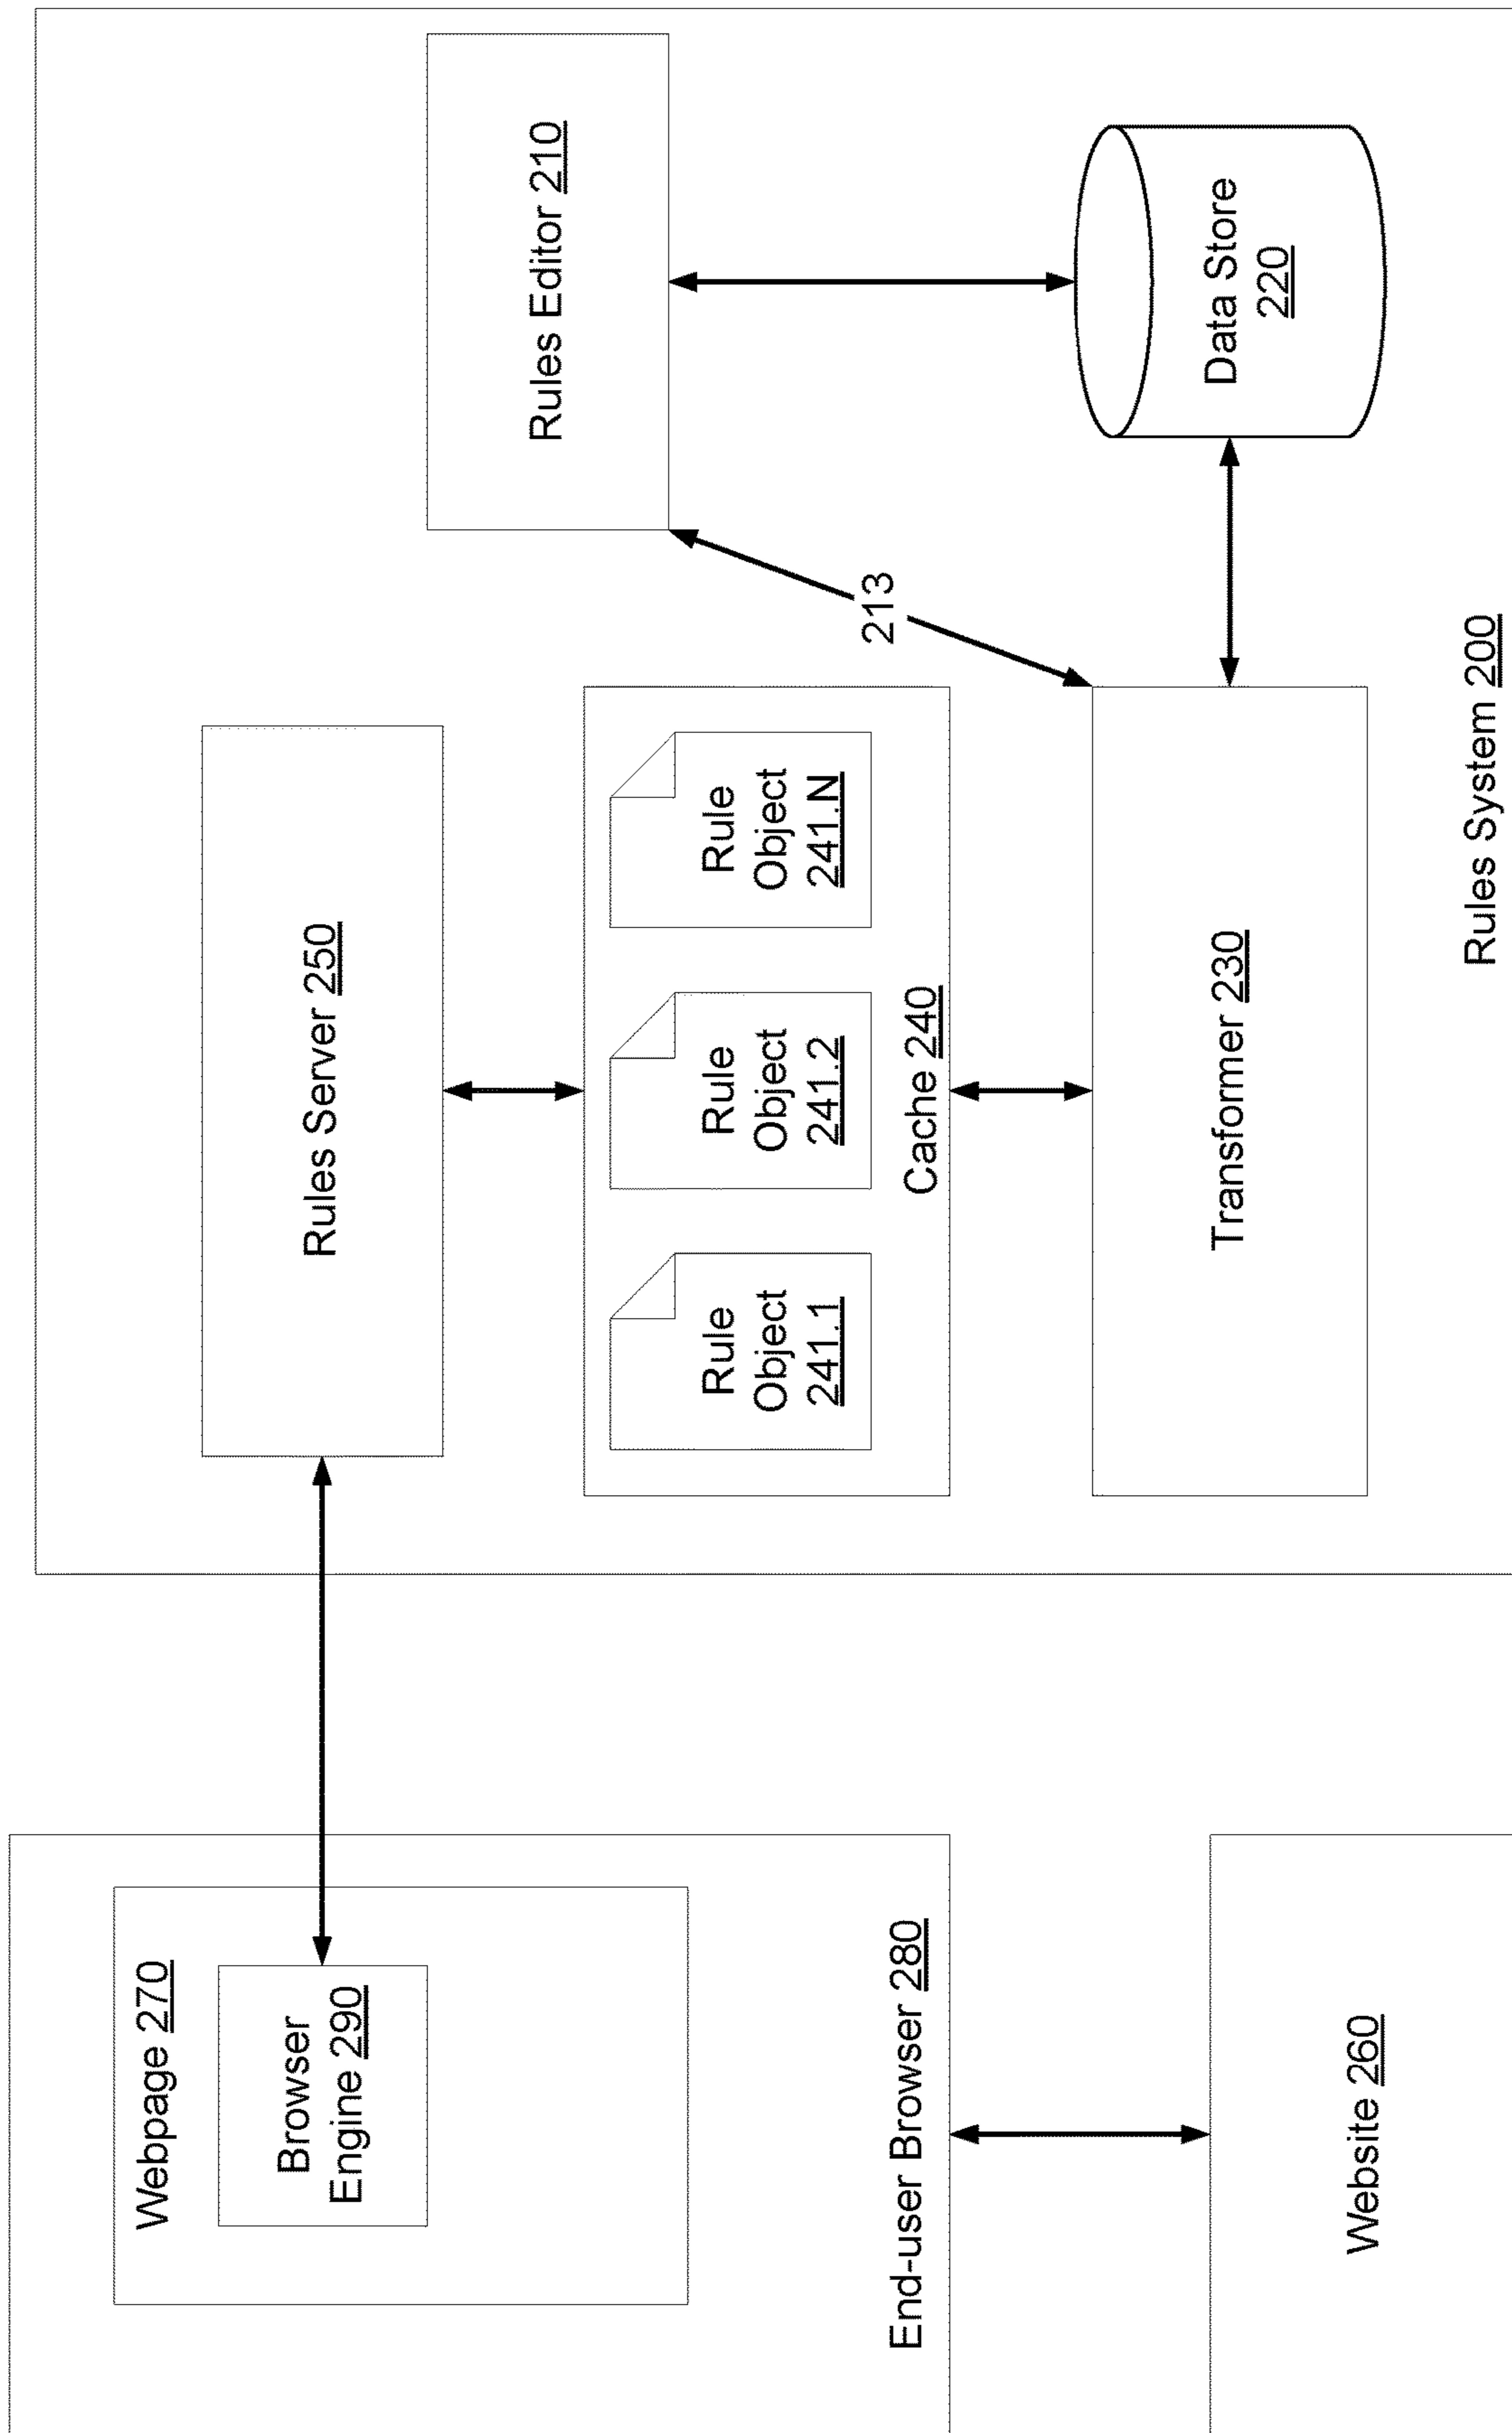 Webpage 270
Browser
Engine 290
End-user Browser 280
Website 260
Rules Server 250
Rule
Object
241.1
Rule
Object
241.2
Rule
Object
241.N
Cache 240
Transformer 230
213
Rules Editor 210
Data Store
220
Rules System 200